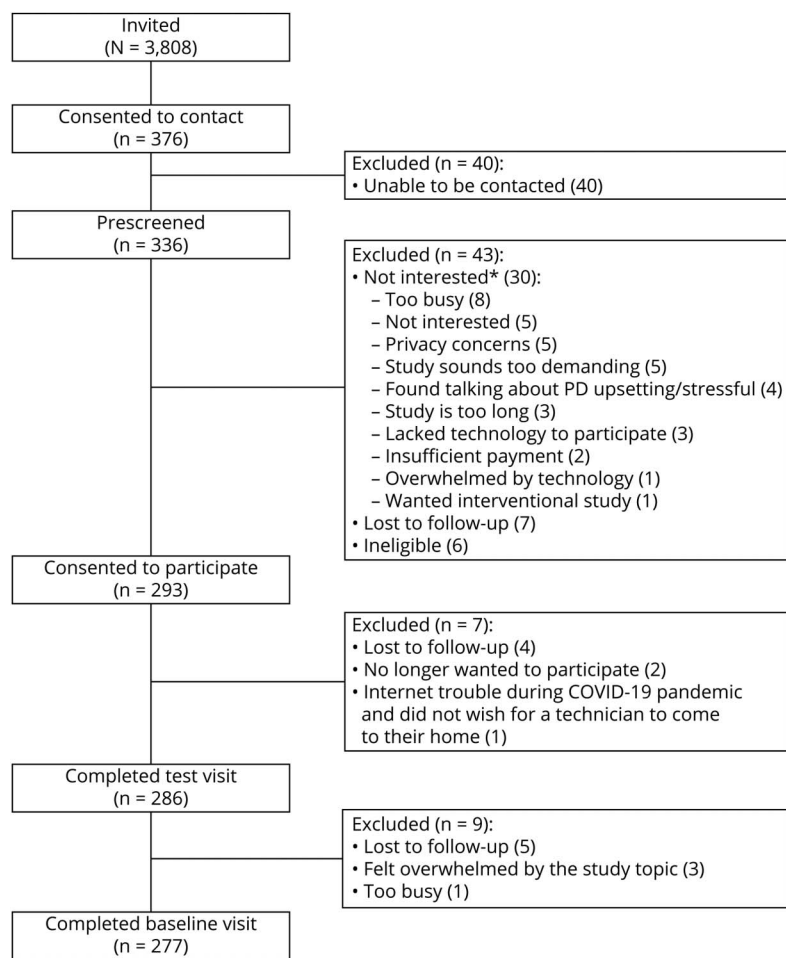 Invited
(N = 3,808)
Consented to contact
(n = 376)
Excluded (n = 40):
• Unable to be contacted (40)
Prescreened
(n = 336)
Excluded (n = 43):
• Not interested* (30):
– Too busy (8)
– Not interested (5)
– Privacy concerns (5)
– Study sounds too demanding (5)
– Found talking about PD upsetting/stressful (4)
– Study is too long (3)
– Lacked technology to participate (3)
– Insufficient payment (2)
– Overwhelmed by technology (1)
– Wanted interventional study (1)
• Lost to follow-up (7)
• Ineligible (6)
Consented to participate
(n = 293)
Excluded (n = 7):
• Lost to follow-up (4)
• No longer wanted to participate (2)
• Internet trouble during COVID-19 pandemic
and did not wish for a technician to come
to their home (1)
Completed test visit
(n = 286)
Excluded (n = 9):
• Lost to follow-up (5)
• Felt overwhelmed by the study topic (3)
• Too busy (1)
Completed baseline visit
(n = 277)